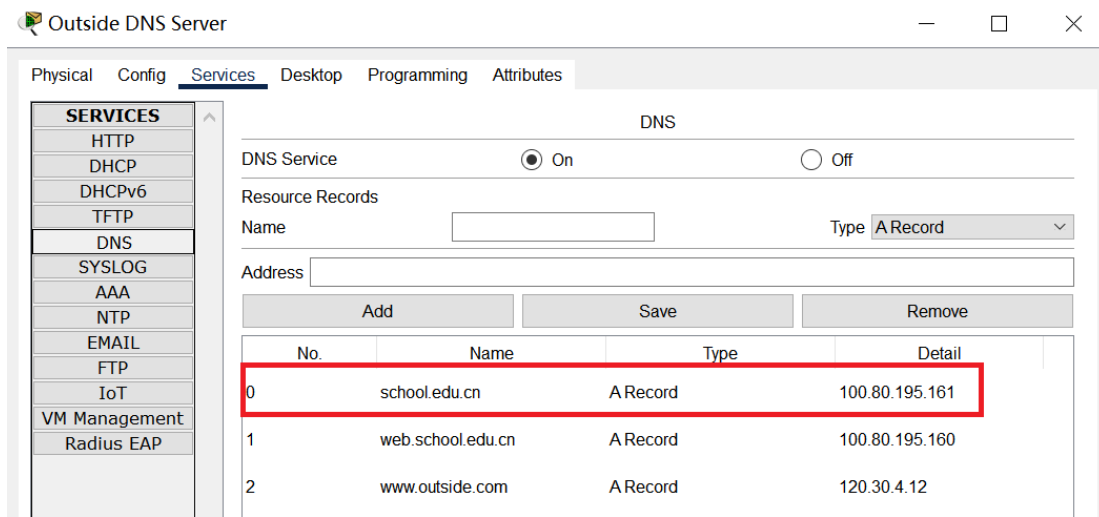 Outside DNS Server
Physical Config Services Desktop Programming Attributes
SERVICES
HTTP
DHCP
DHCPv6
TFTP
DNS
SYSLOG
AAA
NTP
EMAIL
FTP
IoT
VM Management
Radius EAP
DNS
DNS Service On Off
Resource Records
Name Type A Record
Address
Add Save Remove
No. Name Type Detail
0 school.edu.cn A Record 100.80.195.161
1 web.school.edu.cn A Record 100.80.195.160
2 www.outside.com A Record 120.30.4.12